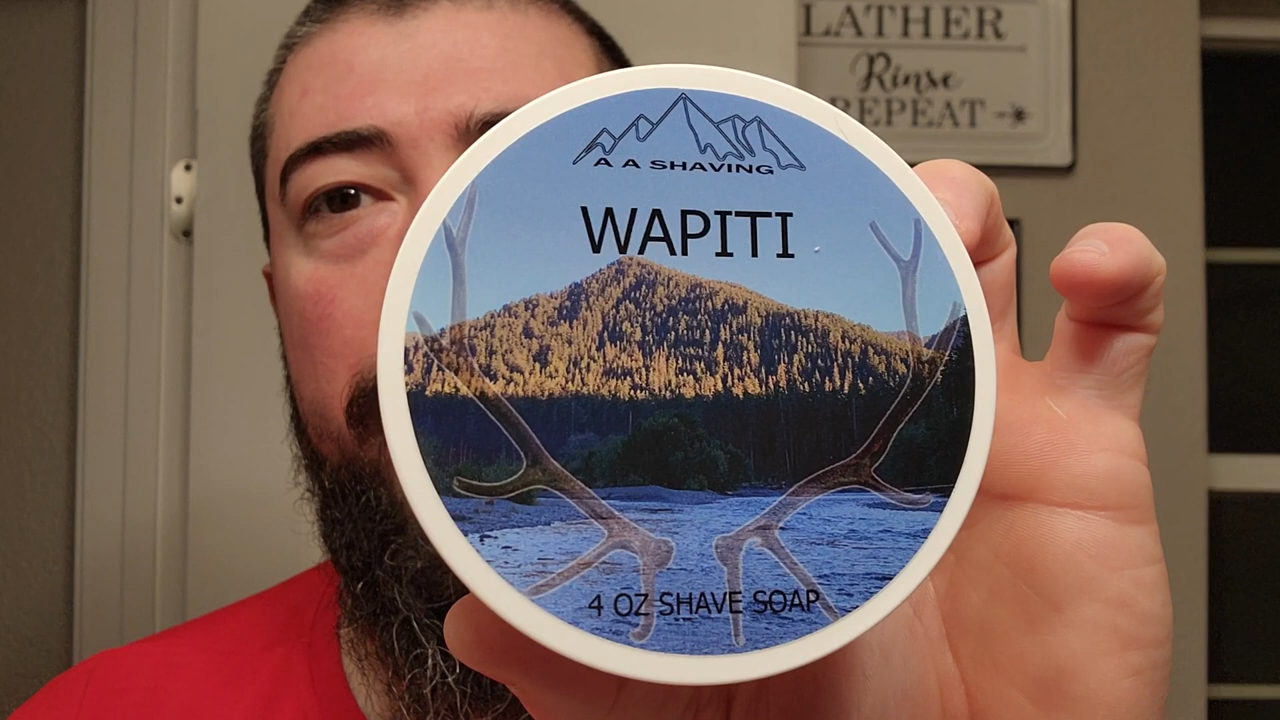 LATHER
Rinse
REPEAT
A A SHAVING
WAPITI
4 OZ SHAVE SOAP